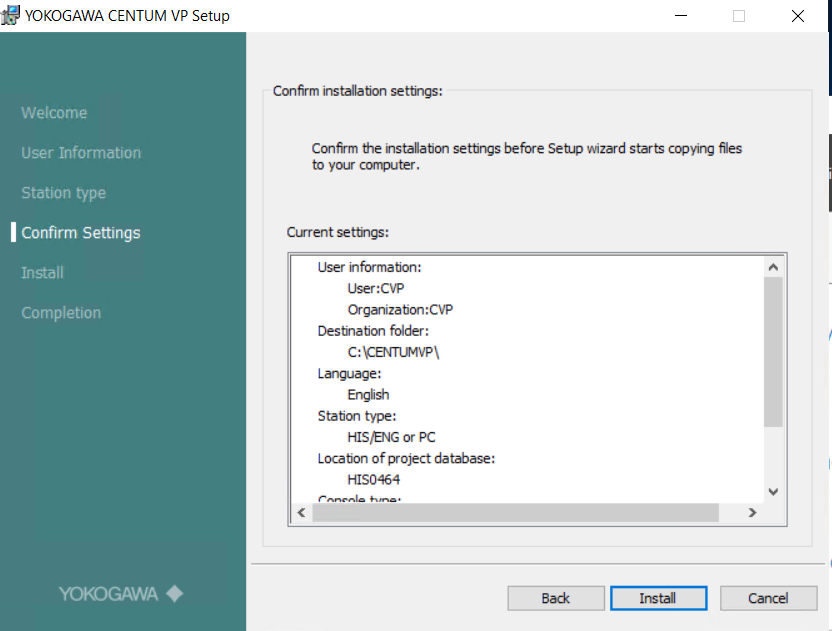 YOKOGAWA CENTUM VP Setup
Welcome
User Information
Station type
Confirm Settings
Install
Completion
YOKOGAWA
Confirm installation settings:
Confirm the installation settings before Setup wizard starts copying files
to your computer.
Current settings:
User information:
User:CVP
Organization:CVP
Destination folder:
C:\CENTUMVP\
Language:
English
Station type:
HIS/ENG or PC
Location of project database:
HIS0464
Console type:
Back
Install
Cancel